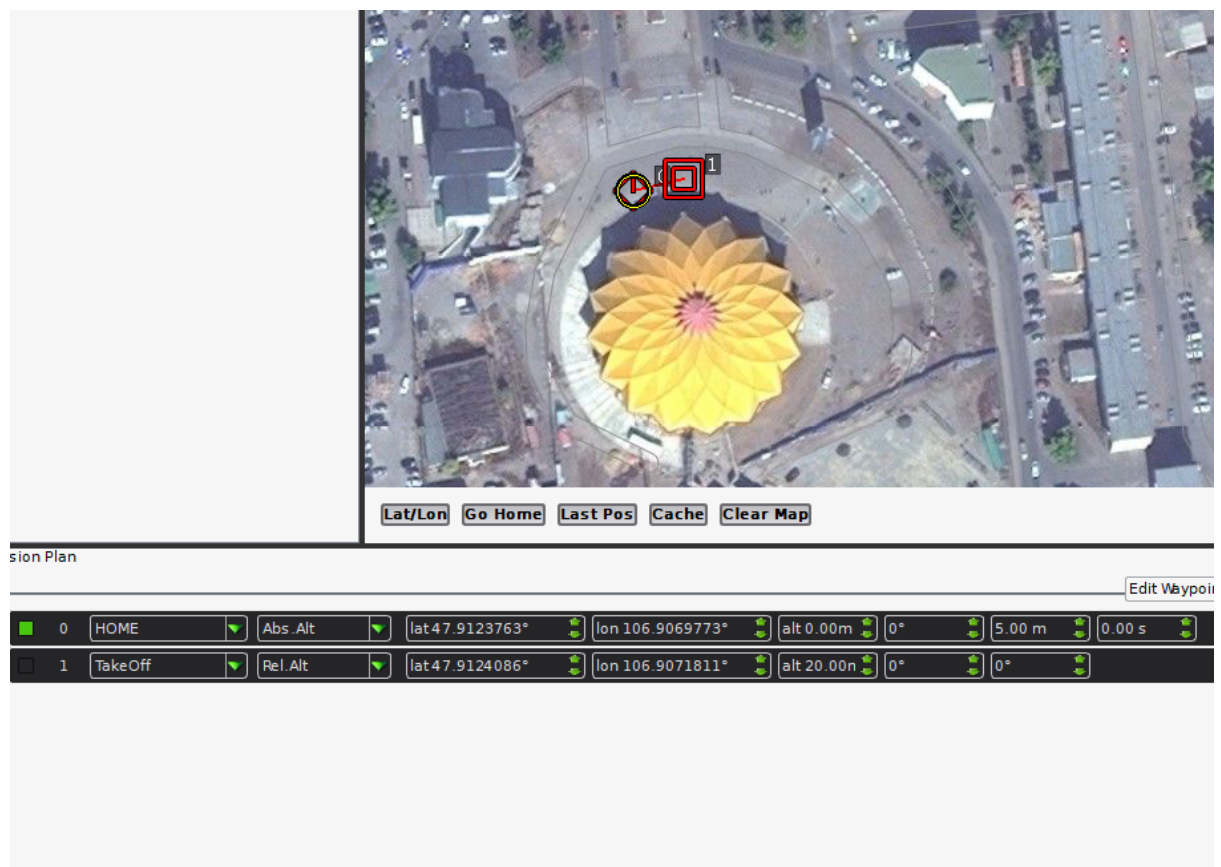 1
Lat/Lon Go Home Last Pos Cache Clear Map
sion Plan
Edit Waypoi
0 HOME Abs.Alt lat 47.9123763° lon 106.9069773° alt 0.00m 0° 5.00 m 0.00 s
1 TakeOff Rel.Alt lat 47.9124086° lon 106.9071811° alt 20.00 0° 0°